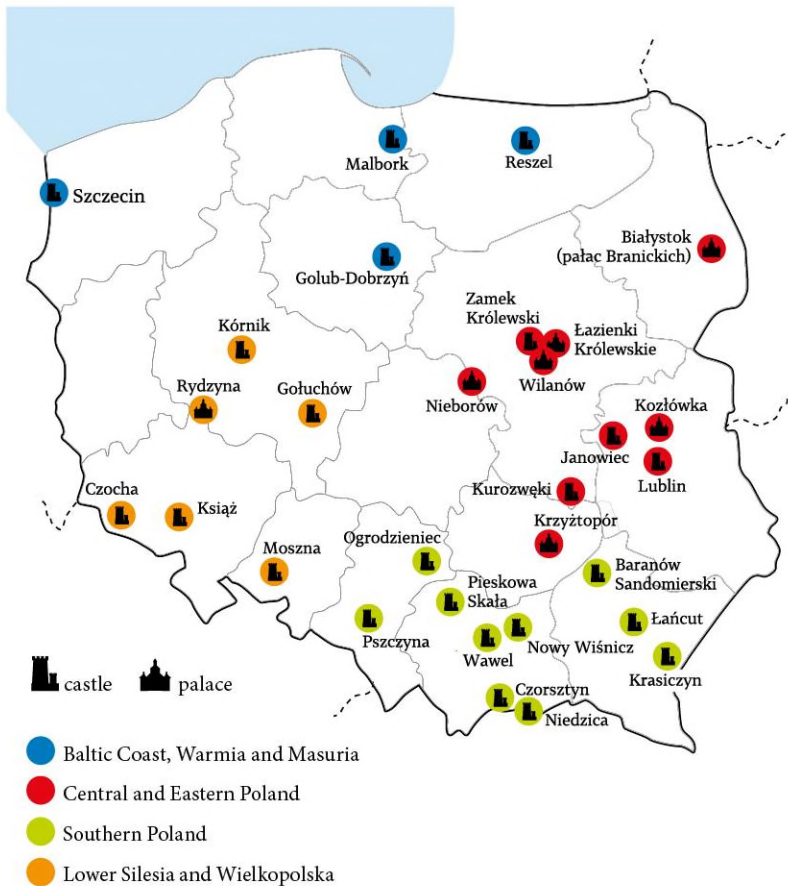 Malbork
Reszel
Szczecin
Białystok
(pałac Branickich)
Golub-Dobrzyń
Zamek
Królewski
Łazienki
Królewskie
Kórnik
Wilanów
Rydzyna
Gołuchów
Nieborów
Kozłówka
Janowiec
Lublin
Czocha
Książ
Kurozwęki
Krzyżtopór
Moszna
Ogrodzieniec
Pieskowa
Skała
Baranów
Sandomierski
Pszczyna
Wawel
Nowy Wiśnicz
Łańcut
Krasiczyn
Czorsztyn
Niedzica
castle
palace
Baltic Coast, Warmia and Masuria
Central and Eastern Poland
Southern Poland
Lower Silesia and Wielkopolska